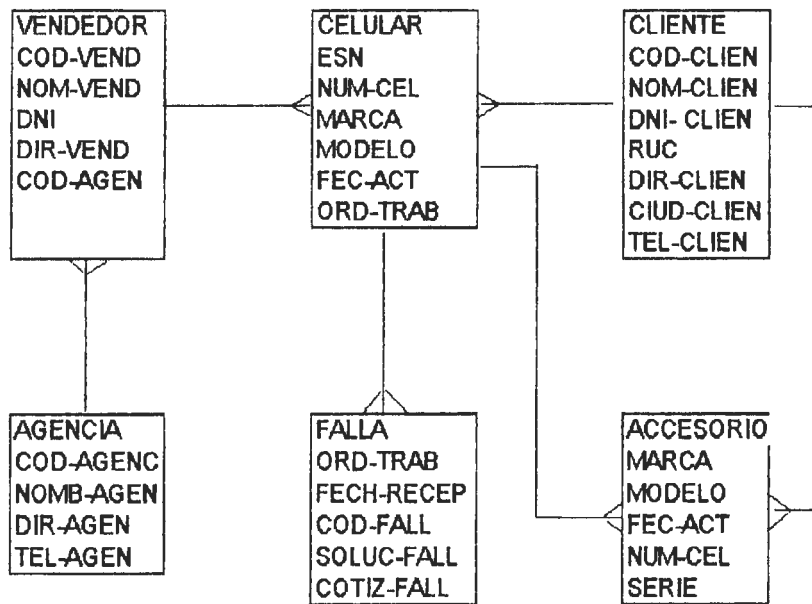 VENDEDOR
COD-VEND
NOM-VEND
DNI
DIR-VEND
COD-AGEN
CELULAR
ESN
NUM-CEL
MARCA
MODELO
FEC-ACT
ORD-TRAB
CLIENTE
COD-CLIEN
NOM-CLIEN
DNI- CLIEN
RUC
DIR-CLIEN
CIUD-CLIEN
TEL-CLIEN
AGENCIA
COD-AGENC
NOMB-AGEN
DIR-AGEN
TEL-AGEN
FALLA
ORD-TRAB
FECH-RECEP
COD-FALL
SOLUC-FALL
COTIZ-FALL
ACCESORIO
MARCA
MODELO
FEC-ACT
NUM-CEL
SERIE